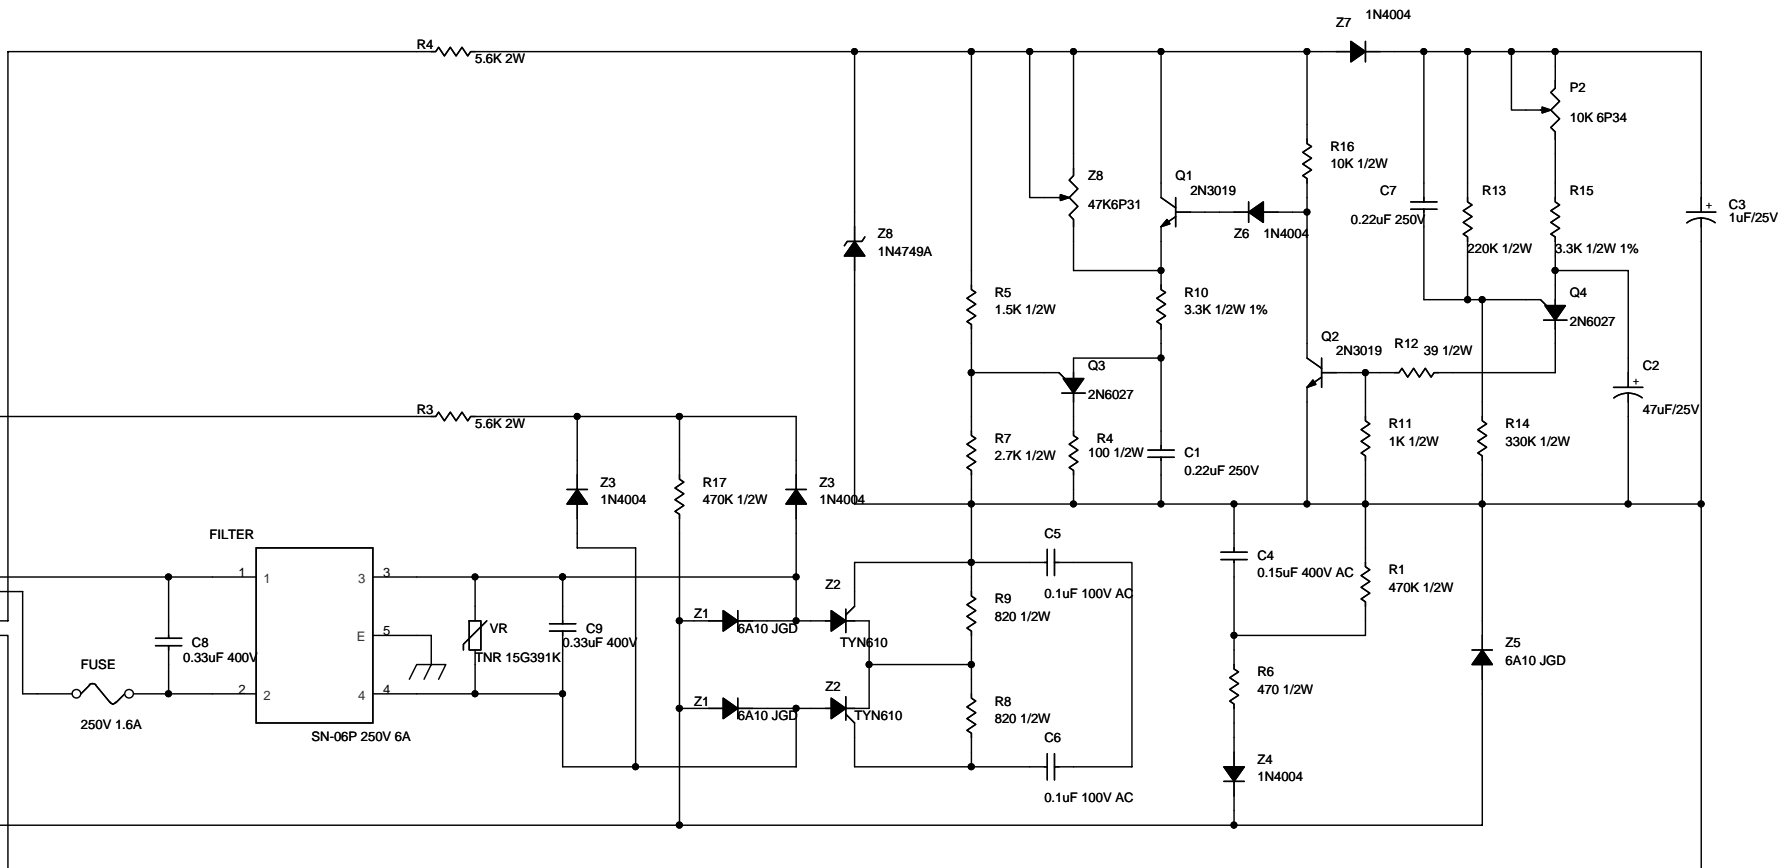 Z7
1N4004
R4
5.6K 2W
P2
10K 6P34
R16
10K 1/2W
Z8
47K6P31
Q1
2N3019
C7
0.22uF 250V
R13
220K 1/2W
R15
3.3K 1/2W 1%
+
C3
1uF/25V
Z8
1N4749A
Z6
1N4004
R5
1.5K 1/2W
R10
3.3K 1/2W 1%
Q4
2N6027
Q2
2N3019
R12
39 1/2W
Q3
2N6027
+
C2
47uF/25V
R3
5.6K 2W
R7
2.7K 1/2W
R4
100 1/2W
C1
0.22uF 250V
R11
1K 1/2W
R14
330K 1/2W
Z3
1N4004
R17
470K 1/2W
Z3
1N4004
FILTER
1
1
3
3
E
5
2
2
4
4
C5
0.1uF 100V AC
C4
0.15uF 400V AC
R1
470K 1/2W
C8
0.33uF 400V
VR
TNR 15G391K
C9
0.33uF 400V
Z1
6A10 JGD
Z2
TYN610
R9
820 1/2W
FUSE
250V 1.6A
SN-06P 250V 6A
Z1
6A10 JGD
Z2
TYN610
R8
820 1/2W
R6
470 1/2W
Z5
6A10 JGD
C6
0.1uF 100V AC
Z4
1N4004